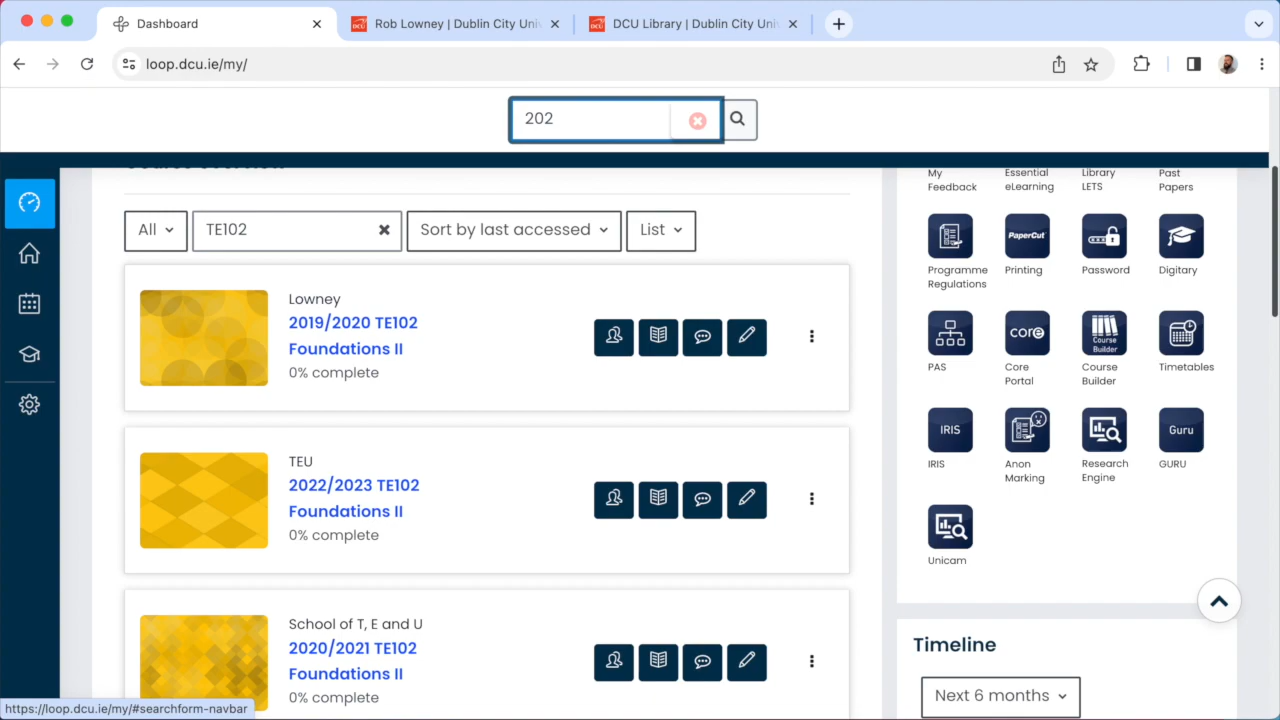 Dashboard
Rob Lowney | Dublin City Uni
DCU Library | Dublin City Univ
loop.dcu.ie/my/
202
All
TE102
Sort by last accessed
List
Lowney
2019/2020 TE102
Foundations II
0% complete
TEU
2022/2023 TE102
Foundations II
0% complete
School of T, E and U
2020/2021 TE102
Foundations II
0% complete
My
Feedback
Essential
eLearning
Library
LETS
Past
Papers
Programme
Regulations
PaperCut
Printing
Password
Digitary
PAS
core
Core
Portal
Course
Builder
Course
Builder
Timetables
IRIS
IRIS
Anon
Marking
Research
Engine
Guru
GURU
Unicam
Timeline
Next 6 months
https://loop.dcu.ie/my/#searchform-navbar